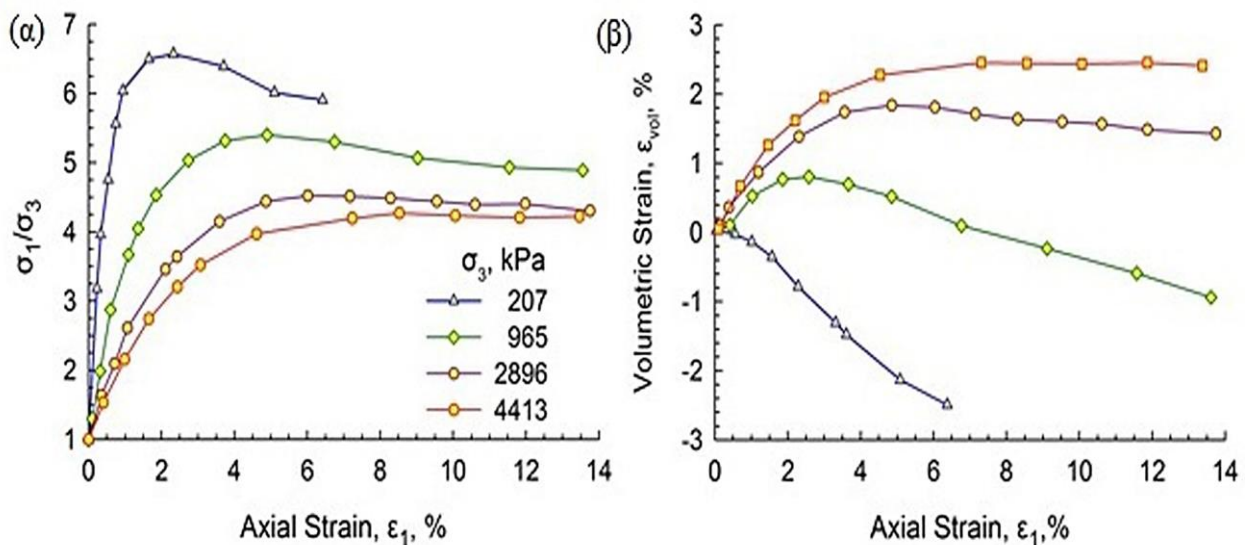 (α)
7
6
5
4
3
2
1
σ₁/σ₃
0 2 4 6 8 10 12 14
Axial Strain, ε₁, %
σ₃, kPa
207
965
2896
4413
(β)
3
2
1
0
-1
-2
-3
Volumetric Strain, εvol, %
0 2 4 6 8 10 12 14
Axial Strain, ε₁,%